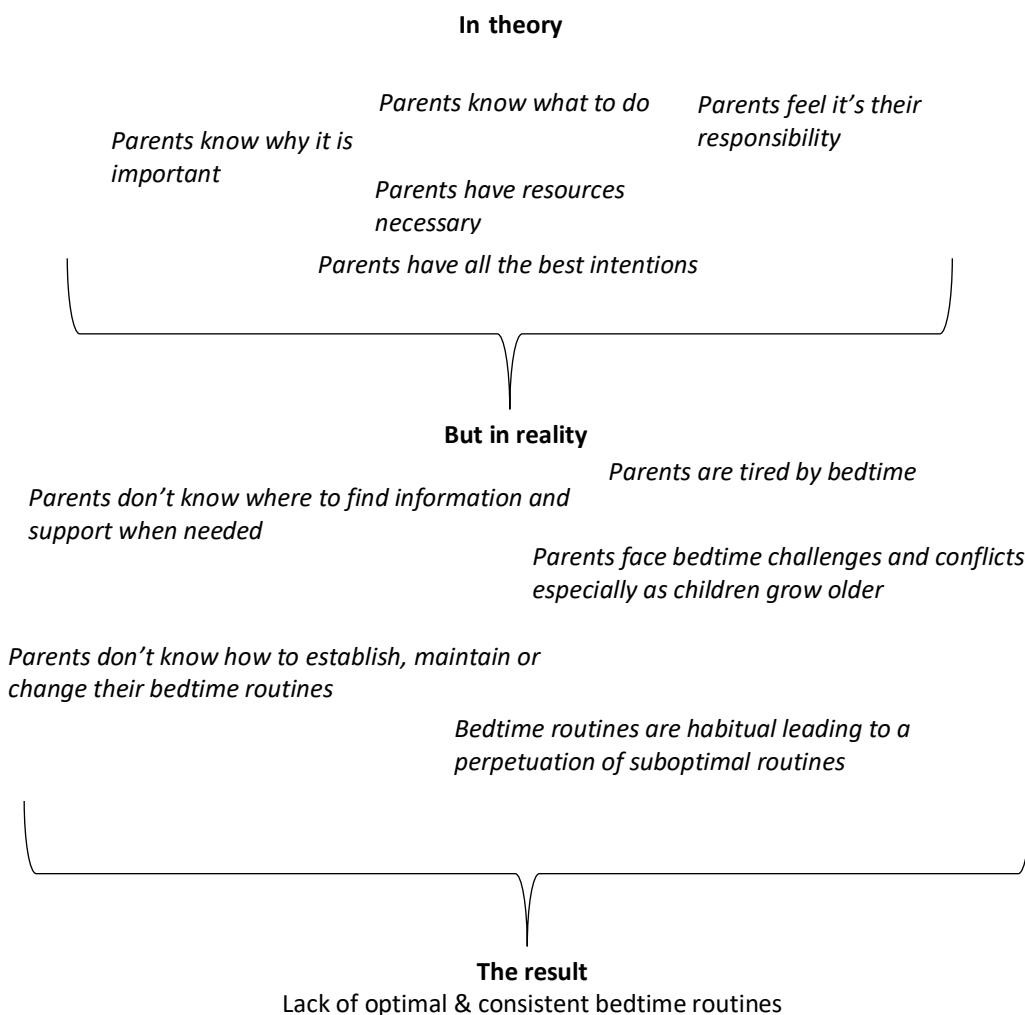 In theory
Parents know what to do
Parents feel it’s their
responsibility
Parents know why it is
important
Parents have resources
necessary
Parents have all the best intentions
But in reality
Parents are tired by bedtime
Parents don’t know where to find information and
support when needed
Parents face bedtime challenges and conflicts
especially as children grow older
Parents don’t know how to establish, maintain or
change their bedtime routines
Bedtime routines are habitual leading to a
perpetuation of suboptimal routines
The result
Lack of optimal & consistent bedtime routines